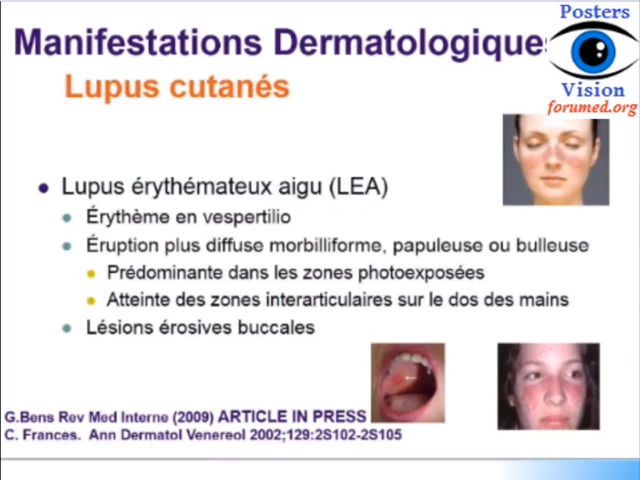 Manifestations Dermatologiques
Lupus cutanés
Posters
Vision
forumed.org
Lupus érythémateux aigu (LEA)
Érythème en vespertilio
Éruption plus diffuse morbilliforme, papuleuse ou bulleuse
Prédominante dans les zones photoexposées
Atteinte des zones interarticulaires sur le dos des mains
Lésions érosives buccales
G.Bens Rev Med Interne (2009) ARTICLE IN PRESS
C. Frances. Ann Dermatol Venereol 2002;129:2S102-2S105